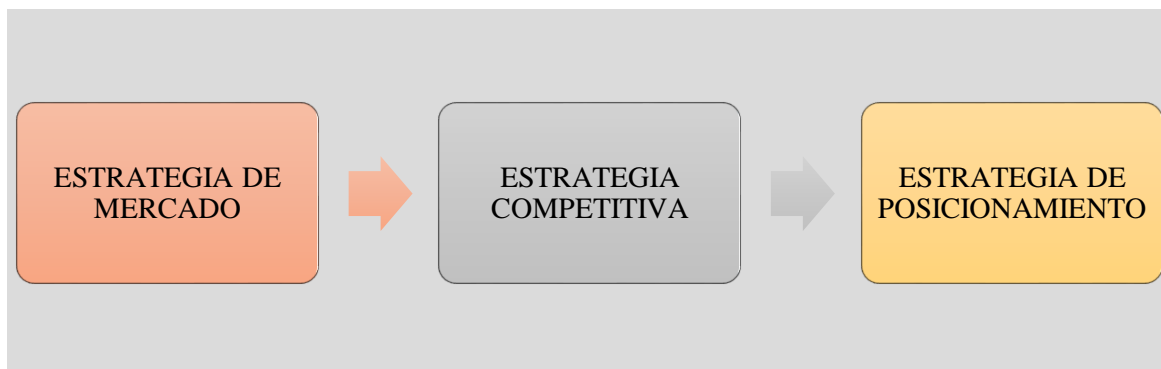 ESTRATEGIA DE
MERCADO
ESTRATEGIA
COMPETITIVA
ESTRATEGIA DE
POSICIONAMIENTO